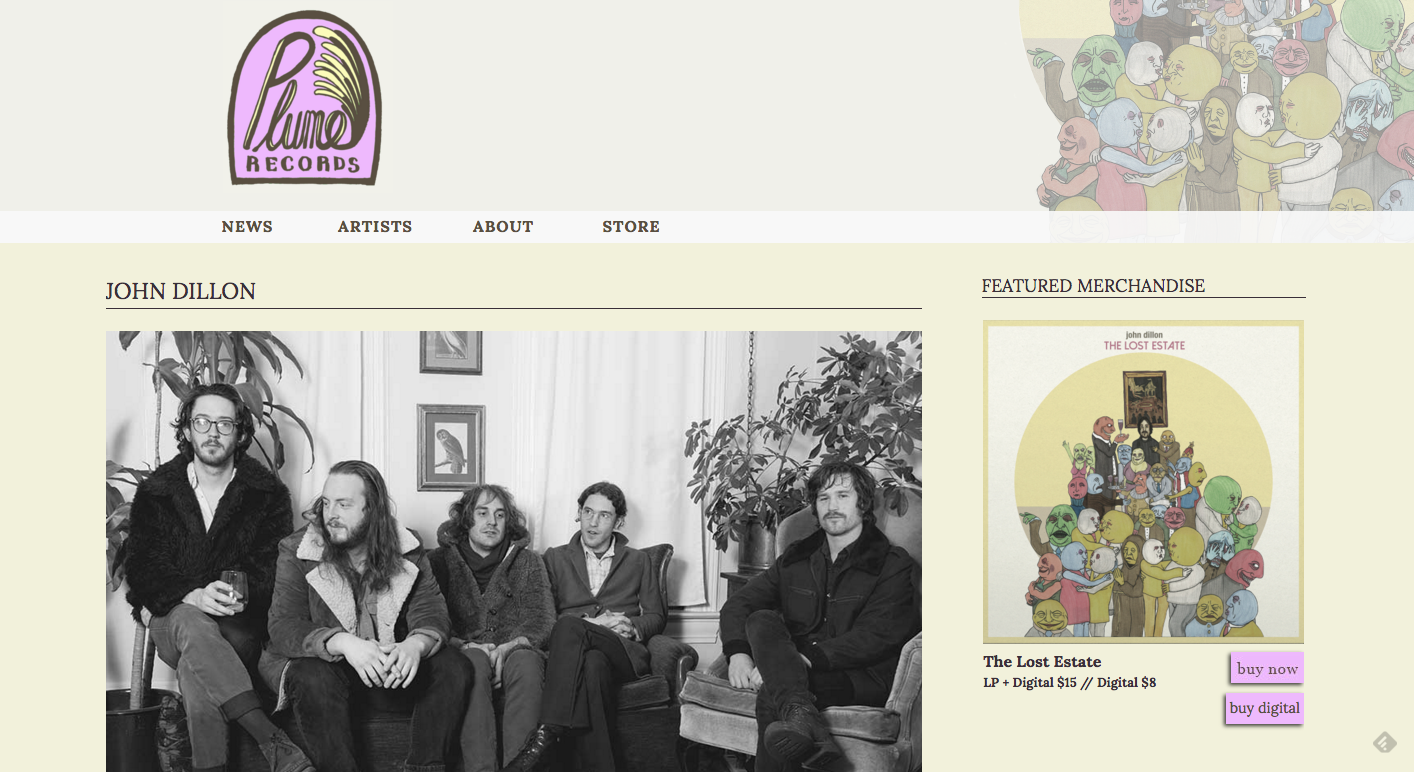 Plume
RECORDS
NEWS ARTISTS ABOUT STORE
JOHN DILLON
FEATURED MERCHANDISE
john dillon
THE LOST ESTATE
The Lost Estate
LP + Digital $15 // Digital $8
buy now
buy digital